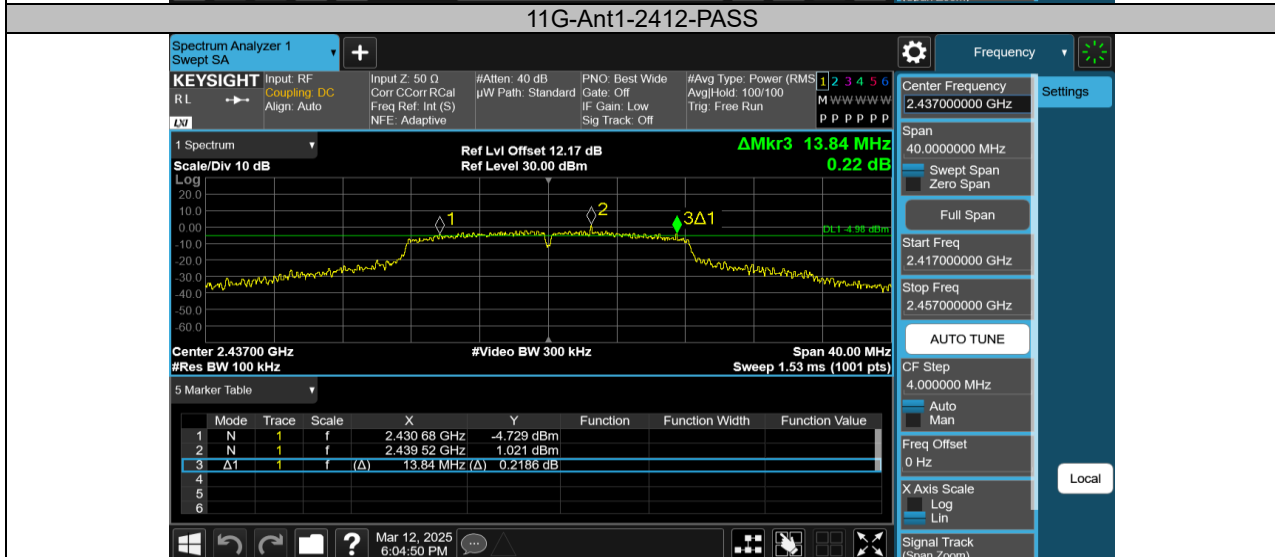 11G-Ant1-2412-PASS
Spectrum Analyzer 1
Swept SA
Frequency
KEYSIGHT
RL
LXI
Input: RF
Coupling: DC
Align: Auto
Input Z: 50 Ω
Corr CCorr RCal
Freq Ref: Int (S)
NFE: Adaptive
#Atten: 40 dB
µW Path: Standard
PNO: Best Wide
Gate: Off
IF Gain: Low
Sig Track: Off
#Avg Type: Power (RMS
Avg|Hold: 100/100
Trig: Free Run
1 2 3 4 5 6
M W W W W W
P P P P P P
1 Spectrum
Scale/Div 10 dB
Ref Lvl Offset 12.17 dB
Ref Level 30.00 dBm
ΔMkr3 13.84 MHz
0.22 dB
Log
20.0
10.0
0.00
-10.0
-20.0
-30.0
-40.0
-50.0
-60.0
1
2
3Δ1
DL1 -4.98 dBm
Center 2.43700 GHz
#Video BW 300 kHz
Span 40.00 MHz
#Res BW 100 kHz
Sweep 1.53 ms (1001 pts)
5 Marker Table
Mode Trace Scale X Y Function Function Width Function Value
1 N 1 f 2.430 68 GHz -4.729 dBm
2 N 1 f 2.439 52 GHz 1.021 dBm
3 Δ1 1 f (Δ) 13.84 MHz (Δ) 0.2186 dB
4
5
6
Mar 12, 2025
6:04:50 PM
?
Center Frequency
2.437000000 GHz
Settings
Span
40.0000000 MHz
Swept Span
Zero Span
Full Span
Start Freq
2.417000000 GHz
Stop Freq
2.457000000 GHz
AUTO TUNE
CF Step
4.000000 MHz
Auto
Man
Freq Offset
0 Hz
X Axis Scale
Log
Lin
Local
Signal Track
(Span Zoom)